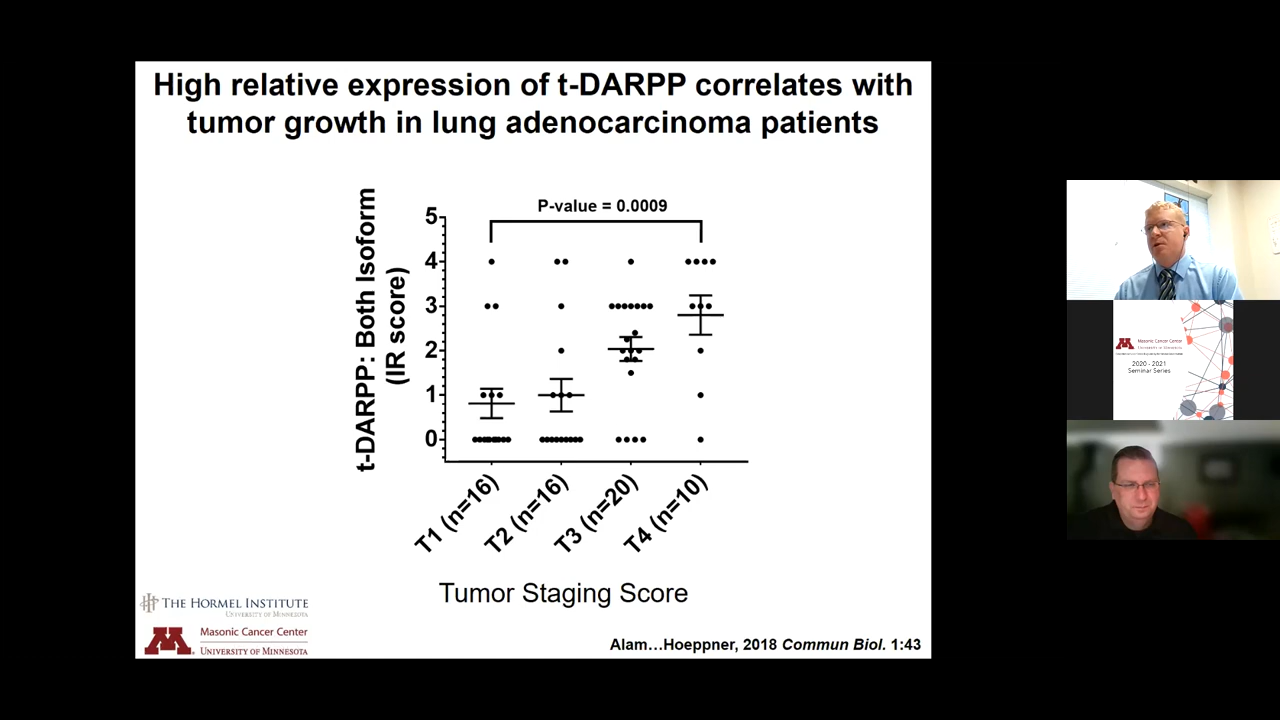 High relative expression of t-DARPP correlates with
tumor growth in lung adenocarcinoma patients
t-DARPP: Both Isoform
(IR score)
P-value = 0.0009
5
4
3
2
1
0
T1 (n=16)
T2 (n=16)
T3 (n=20)
T4 (n=10)
Tumor Staging Score
THE HORMEL INSTITUTE
UNIVERSITY OF MINNESOTA
Masonic Cancer Center
UNIVERSITY OF MINNESOTA
Alam…Hoeppner, 2018 Commun Biol. 1:43
Masonic Cancer Center
2020 - 2021
Seminar Series